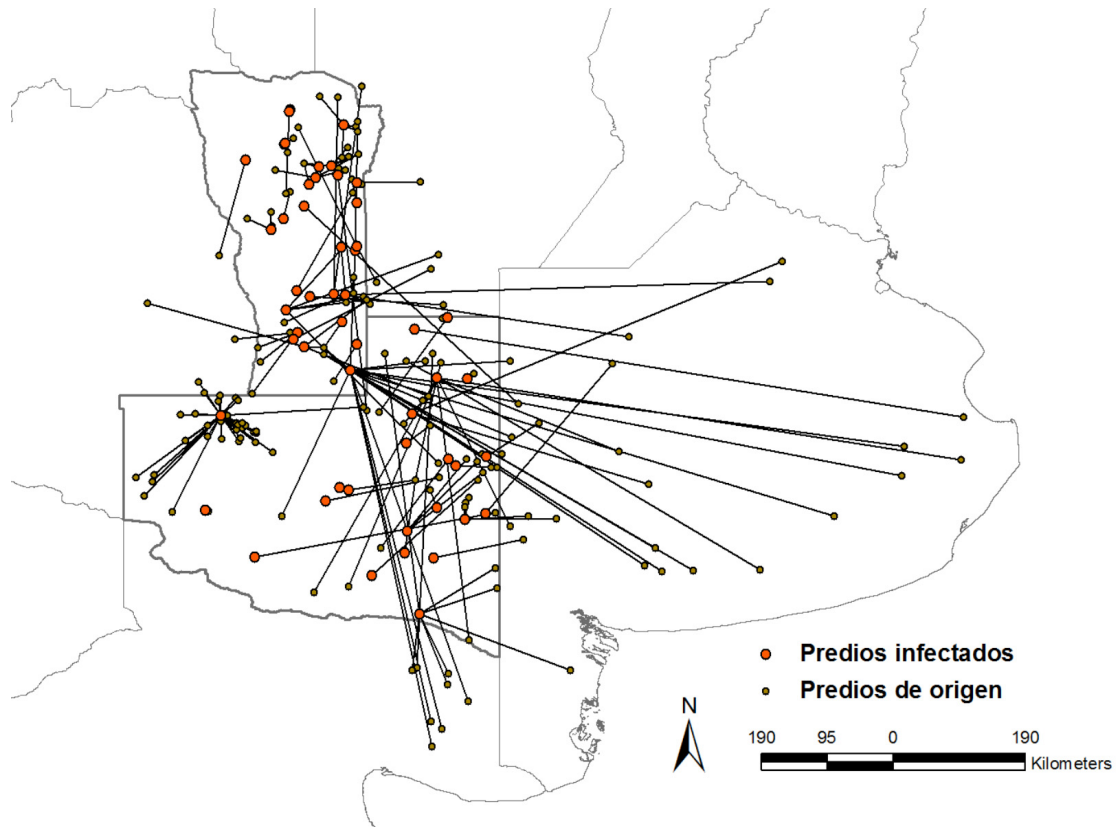 Predios infectados
Predios de origen
N
190 95 0 190
Kilometers